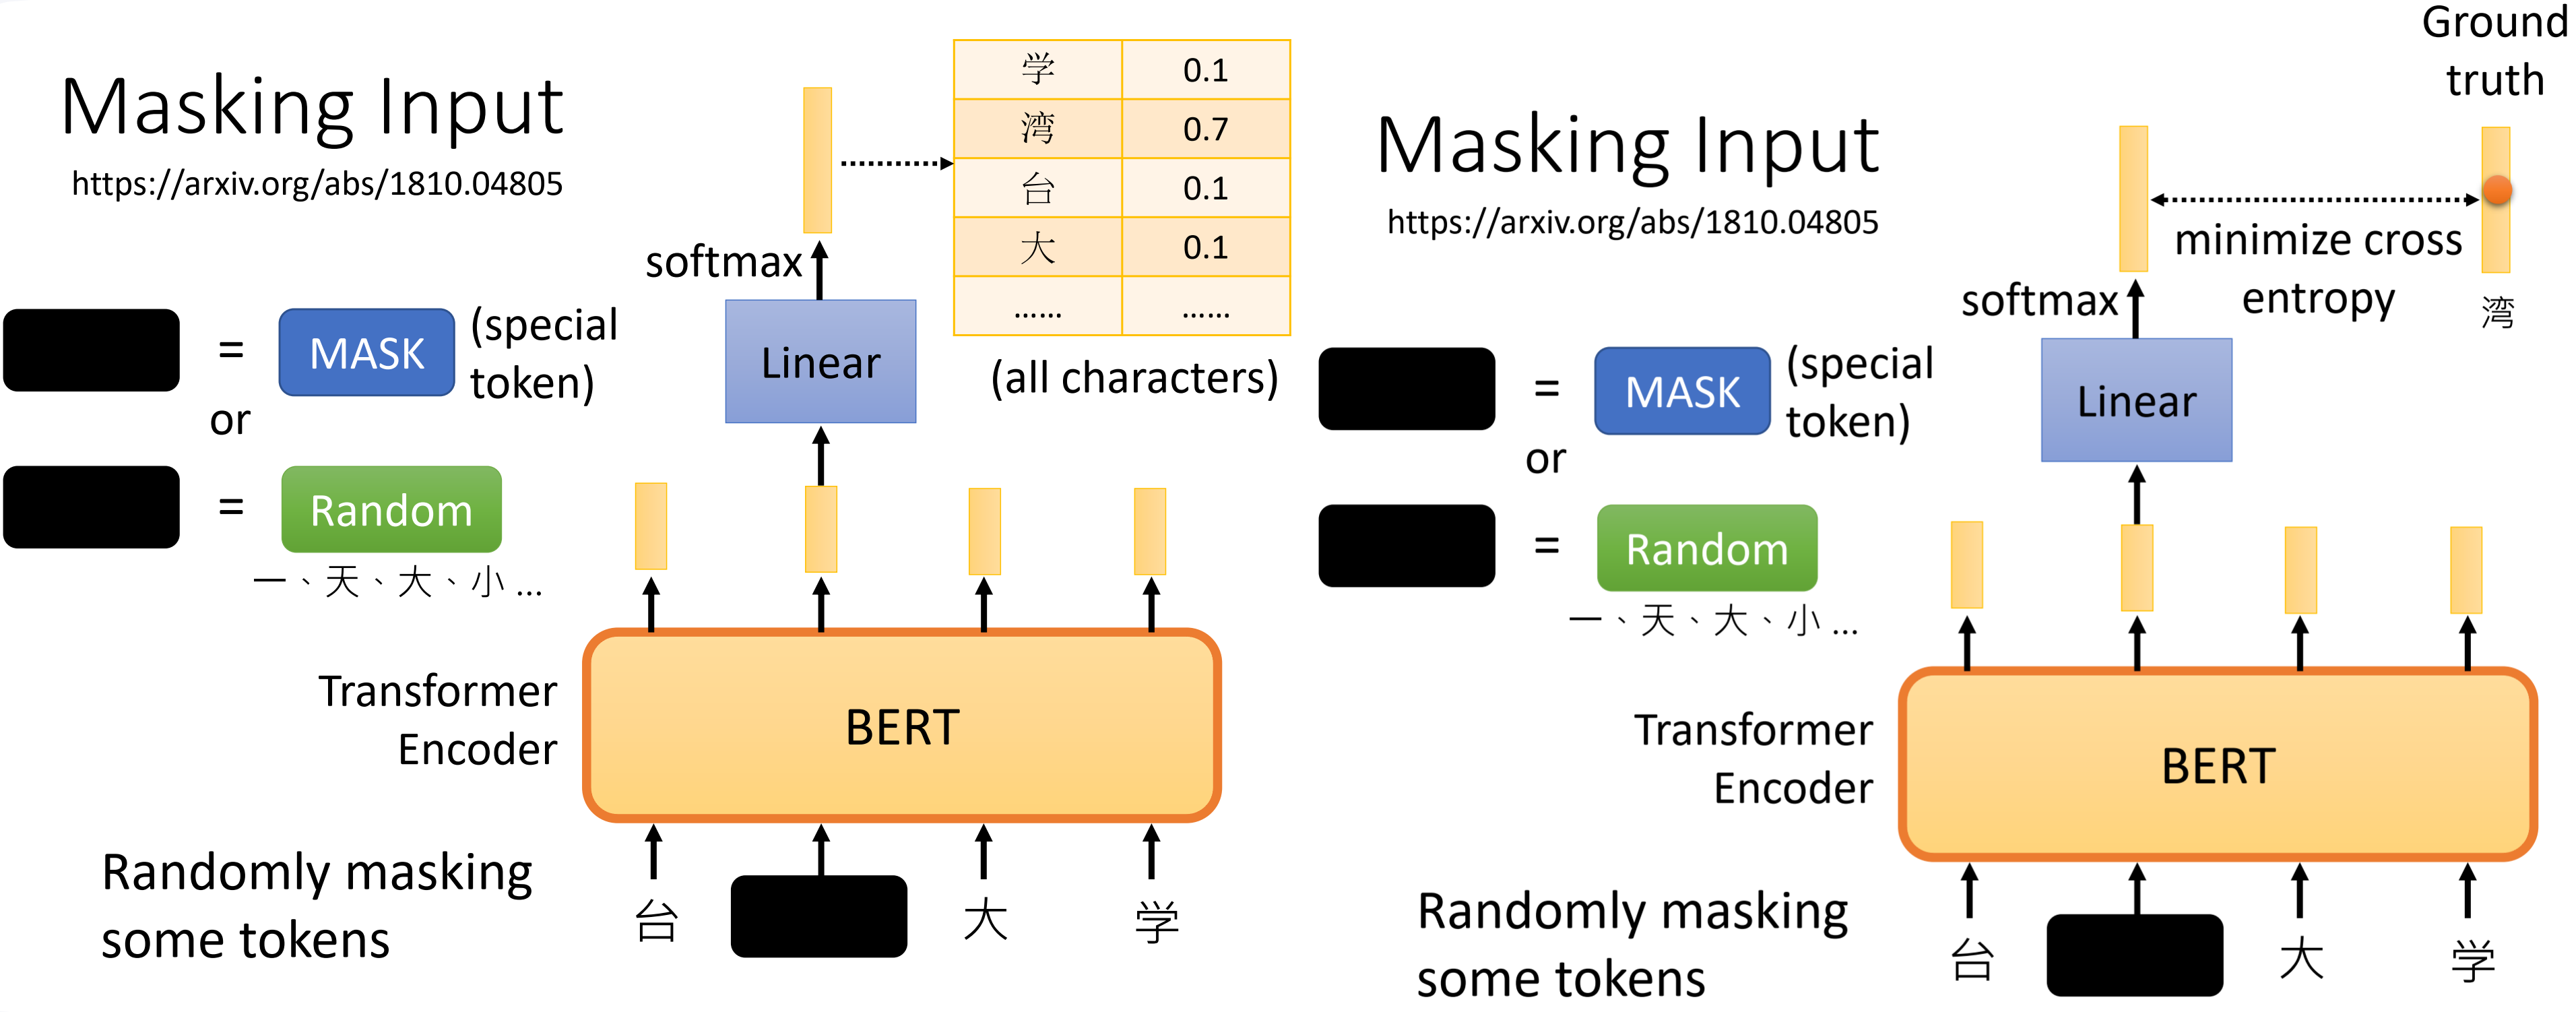 Masking Input
https://arxiv.org/abs/1810.04805
学 0.1
湾 0.7
台 0.1
大 0.1
...... ......
(all characters)
softmax
Linear
= MASK (special token)
or
= Random
一、天、大、小 ...
Transformer
Encoder
BERT
Randomly masking
some tokens
台 大 学
Masking Input
https://arxiv.org/abs/1810.04805
Ground
truth
minimize cross
entropy
湾
softmax
Linear
= MASK (special token)
or
= Random
一、天、大、小 ...
Transformer
Encoder
BERT
Randomly masking
some tokens
台 大 学